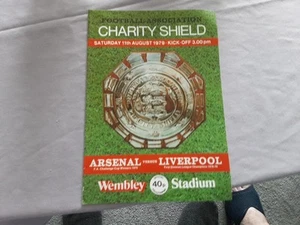 FOOTBALL ASSOCIATION
CHARITY SHIELD
SATURDAY 11th AUGUST 1979 KICK-OFF 3.00 pm
ARSENAL VERSUS LIVERPOOL
Wembley 40p Stadium